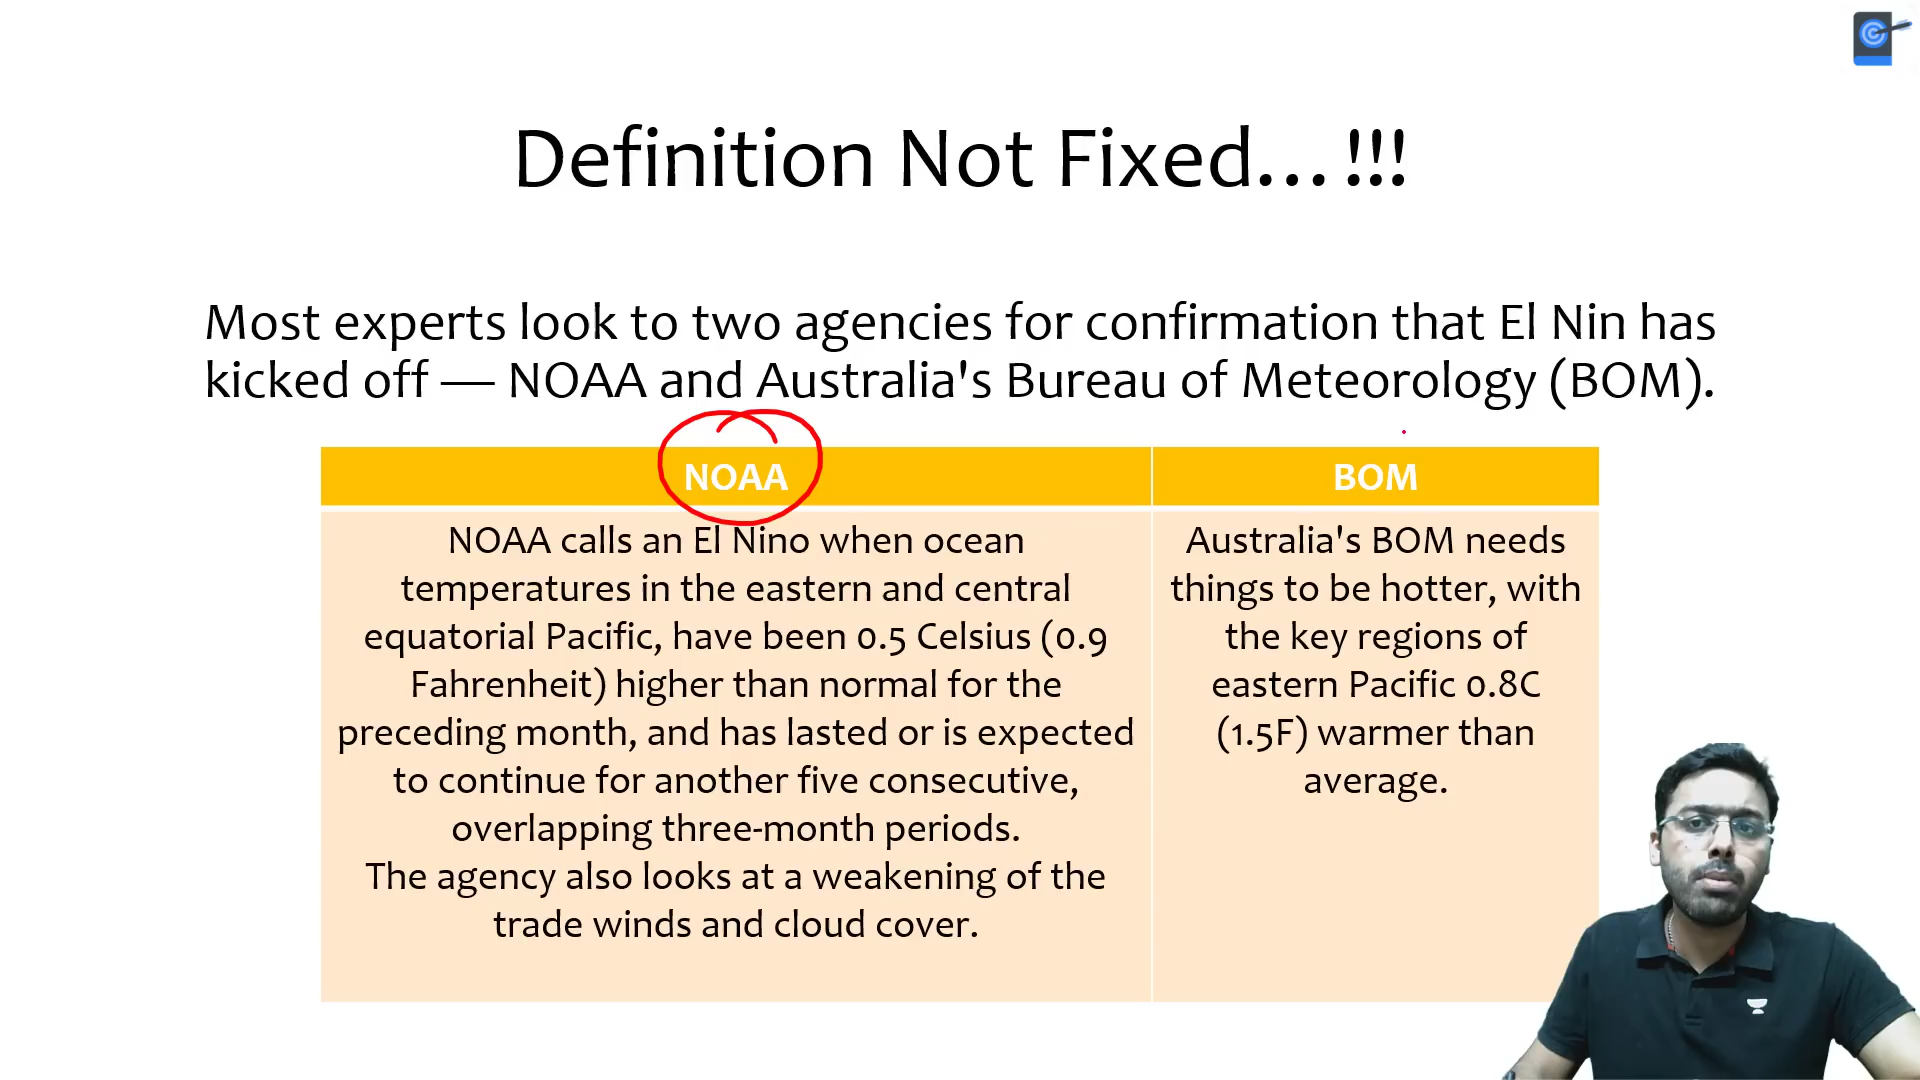 Definition Not Fixed...!!!
Most experts look to two agencies for confirmation that El Nin has
kicked off — NOAA and Australia's Bureau of Meteorology (BOM).
NOAA
NOAA calls an El Nino when ocean
temperatures in the eastern and central
equatorial Pacific, have been 0.5 Celsius (0.9
Fahrenheit) higher than normal for the
preceding month, and has lasted or is expected
to continue for another five consecutive,
overlapping three-month periods.
The agency also looks at a weakening of the
trade winds and cloud cover.
BOM
Australia's BOM needs
things to be hotter, with
the key regions of
eastern Pacific 0.8C
(1.5F) warmer than
average.